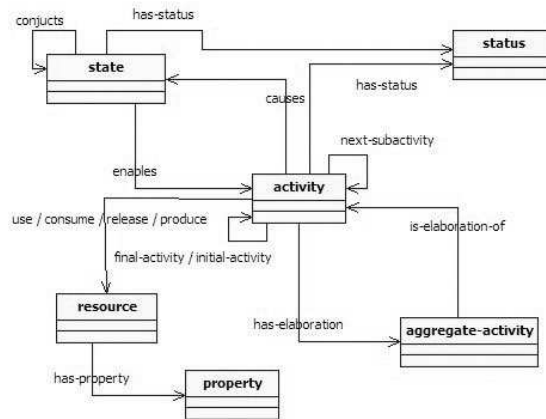 conjucts
has-status
state
status
causes
has-status
next-subactivity
enables
activity
use / consume / release / produce
is-elaboration-of
final-activity / initial-activity
resource
has-elaboration
aggregate-activity
has-property
property